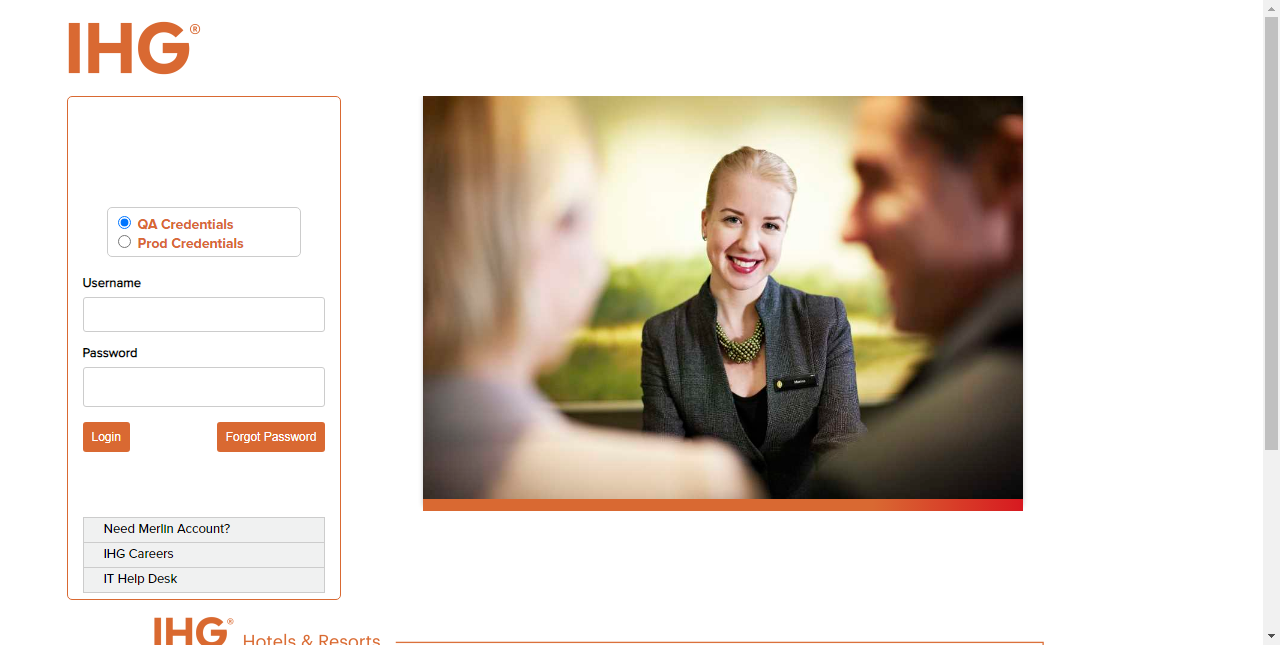 IHG®
QA Credentials
Prod Credentials
Username
Password
Login
Forgot Password
Need Merlin Account?
IHG Careers
IT Help Desk
IHG® Hotels & Resorts